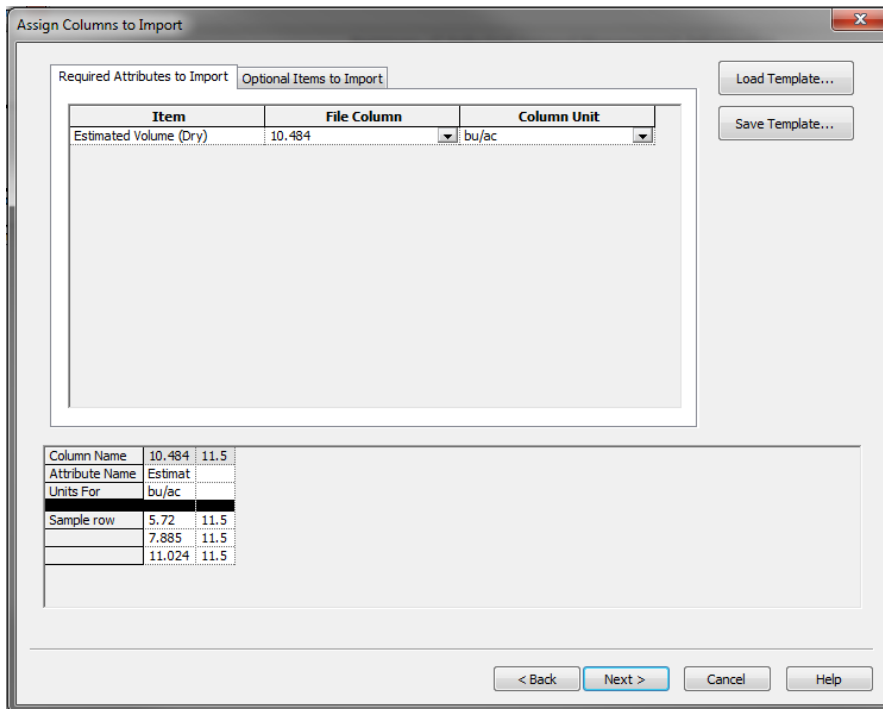 Assign Columns to Import
Required Attributes to Import Optional Items to Import
Load Template...
Save Template...
Item File Column Column Unit
Estimated Volume (Dry) 10.484 bu/ac
Column Name 10.484 11.5
Attribute Name Estimat
Units For bu/ac
Sample row 5.72 11.5
7.885 11.5
11.024 11.5
< Back Next > Cancel Help